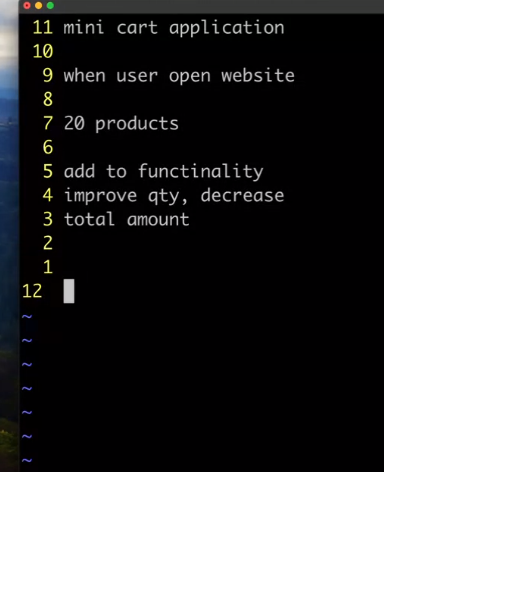 11 mini cart application
10
9 when user open website
8
7 20 products
6
5 add to functinality
4 improve qty, decrease
3 total amount
2
1
12
~
~
~
~
~
~
~